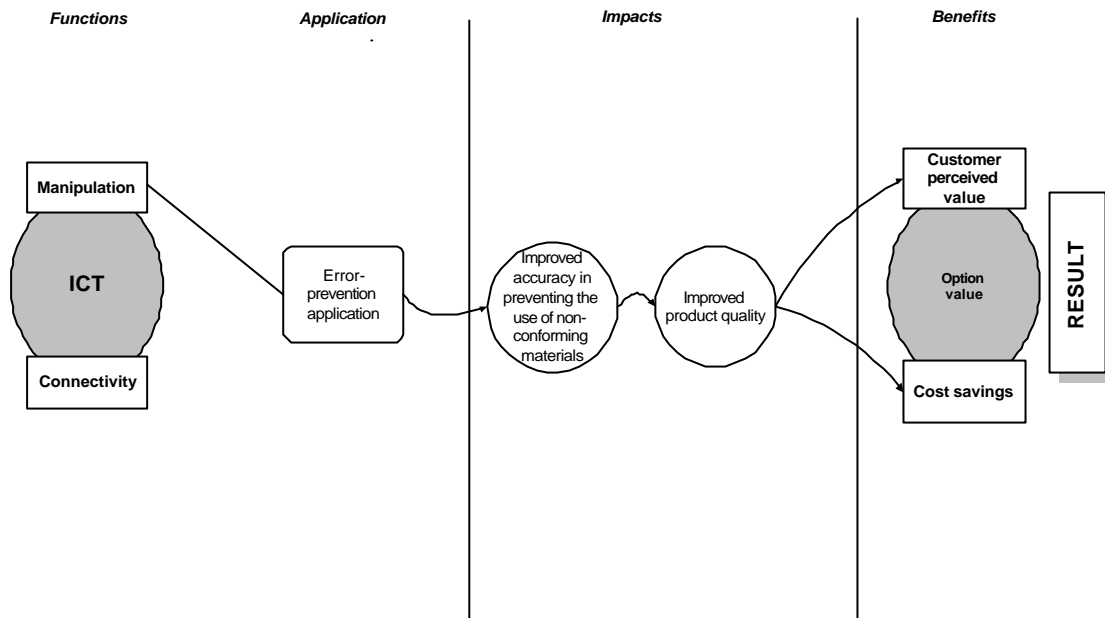 Functions
Application
Impacts
Benefits
Manipulation
ICT
Connectivity
Error-
prevention
application
Improved
accuracy in
preventing the
use of non-
conforming
materials
Improved
product quality
Customer
perceived
value
Option
value
Cost savings
RESULT